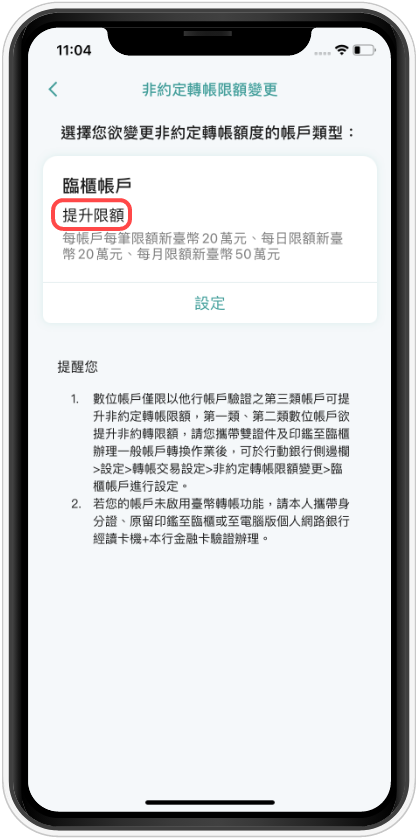 11:04
非約定轉帳限額變更
選擇您欲變更非約定轉帳額度的帳戶類型：
臨櫃帳戶
提升限額
每帳戶每筆限額新臺幣20萬元、每日限額新臺
幣20萬元、每月限額新臺幣50萬元
設定
提醒您
1. 數位帳戶僅限以他行帳戶驗證之第三類帳戶可提
升非約定轉帳限額，第一類、第二類數位帳戶欲
提升非約轉限額，請您攜帶雙證件及印鑑至臨櫃
辦理一般帳戶轉換作業後，可於行動銀行側邊欄
>設定>轉帳交易設定>非約定轉帳限額變更>臨
櫃帳戶進行設定。
2. 若您的帳戶未啟用臺幣轉帳功能，請本人攜帶身
分證、原留印鑑至臨櫃或至電腦版個人網路銀行
經讀卡機+本行金融卡驗證辦理。